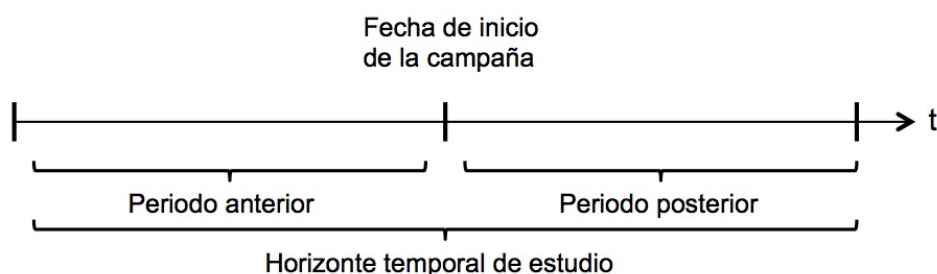 Fecha de inicio
de la campaña
t
Periodo anterior
Periodo posterior
Horizonte temporal de estudio